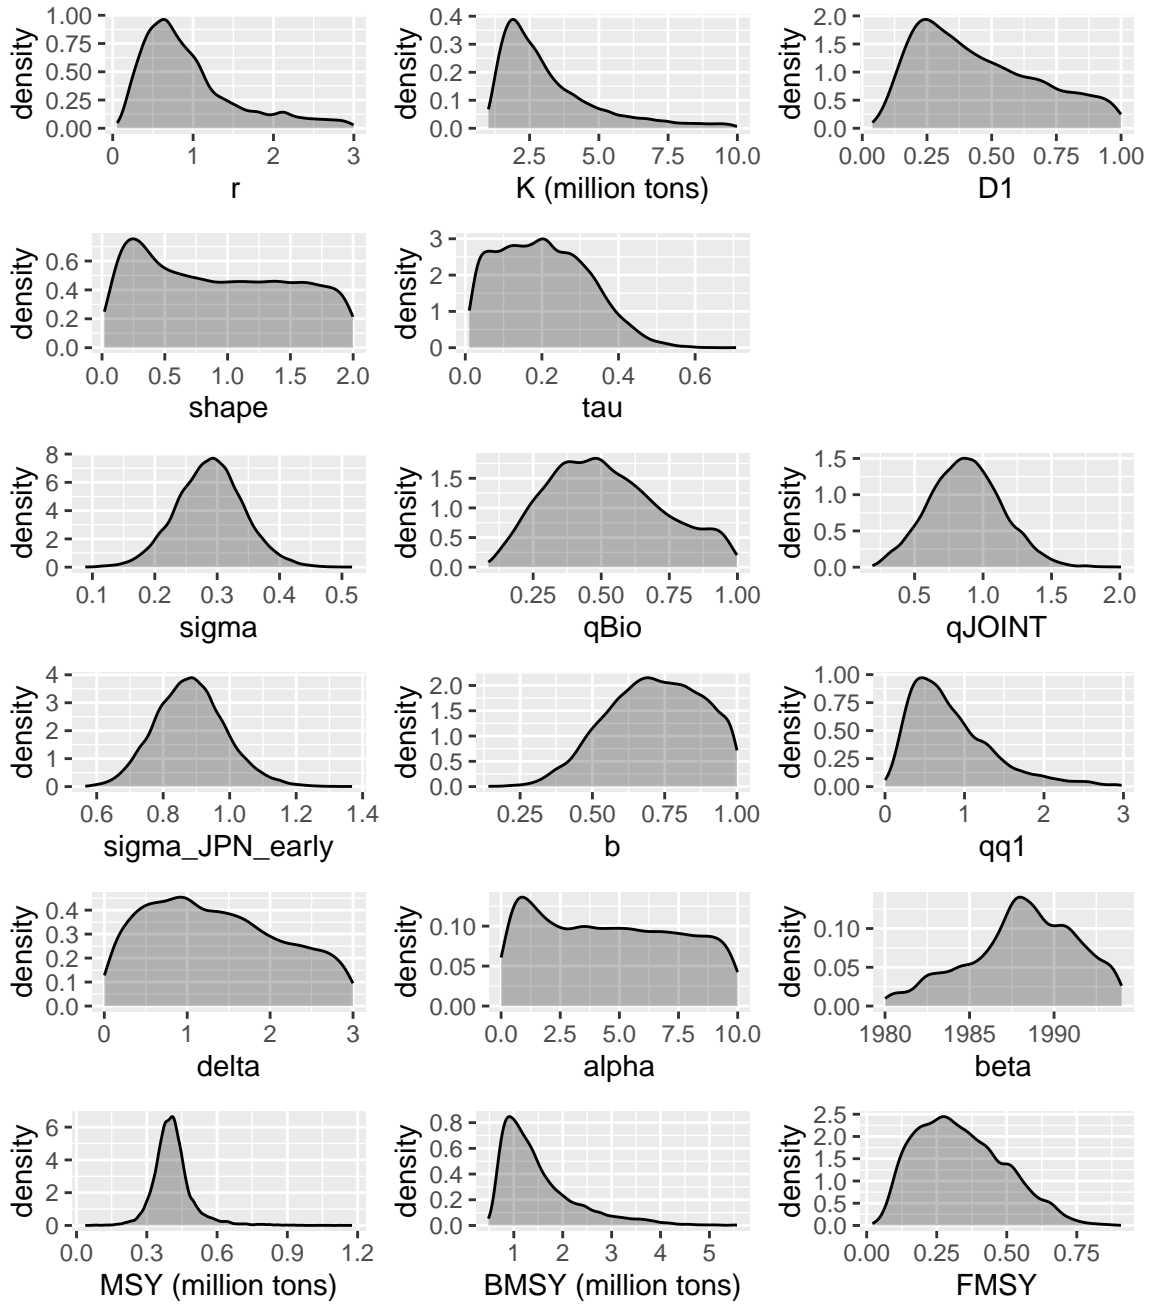 density
1.00
0.75
0.50
0.25
0.00
0 1 2 3
r
density
0.4
0.3
0.2
0.1
0.0
2.5 5.0 7.5 10.0
K (million tons)
density
2.0
1.5
1.0
0.5
0.0
0.00 0.25 0.50 0.75 1.00
D1
density
0.6
0.4
0.2
0.0
0.0 0.5 1.0 1.5 2.0
shape
density
3
2
1
0
0.0 0.2 0.4 0.6
tau
density
8
6
4
2
0
0.1 0.2 0.3 0.4 0.5
sigma
density
1.5
1.0
0.5
0.0
0.25 0.50 0.75 1.00
qBio
density
1.5
1.0
0.5
0.0
0.5 1.0 1.5 2.0
qJOINT
density
4
3
2
1
0
0.6 0.8 1.0 1.2 1.4
sigma_JPN_early
density
2.0
1.5
1.0
0.5
0.0
0.25 0.50 0.75 1.00
b
density
1.00
0.75
0.50
0.25
0.00
0 1 2 3
qq1
density
0.4
0.3
0.2
0.1
0.0
0 1 2 3
delta
density
0.10
0.05
0.00
0.0 2.5 5.0 7.5 10.0
alpha
density
0.10
0.05
0.00
1980 1985 1990
beta
density
6
4
2
0
0.0 0.3 0.6 0.9 1.2
MSY (million tons)
density
0.8
0.6
0.4
0.2
0.0
1 2 3 4 5
BMSY (million tons)
density
2.5
2.0
1.5
1.0
0.5
0.0
0.00 0.25 0.50 0.75
FMSY